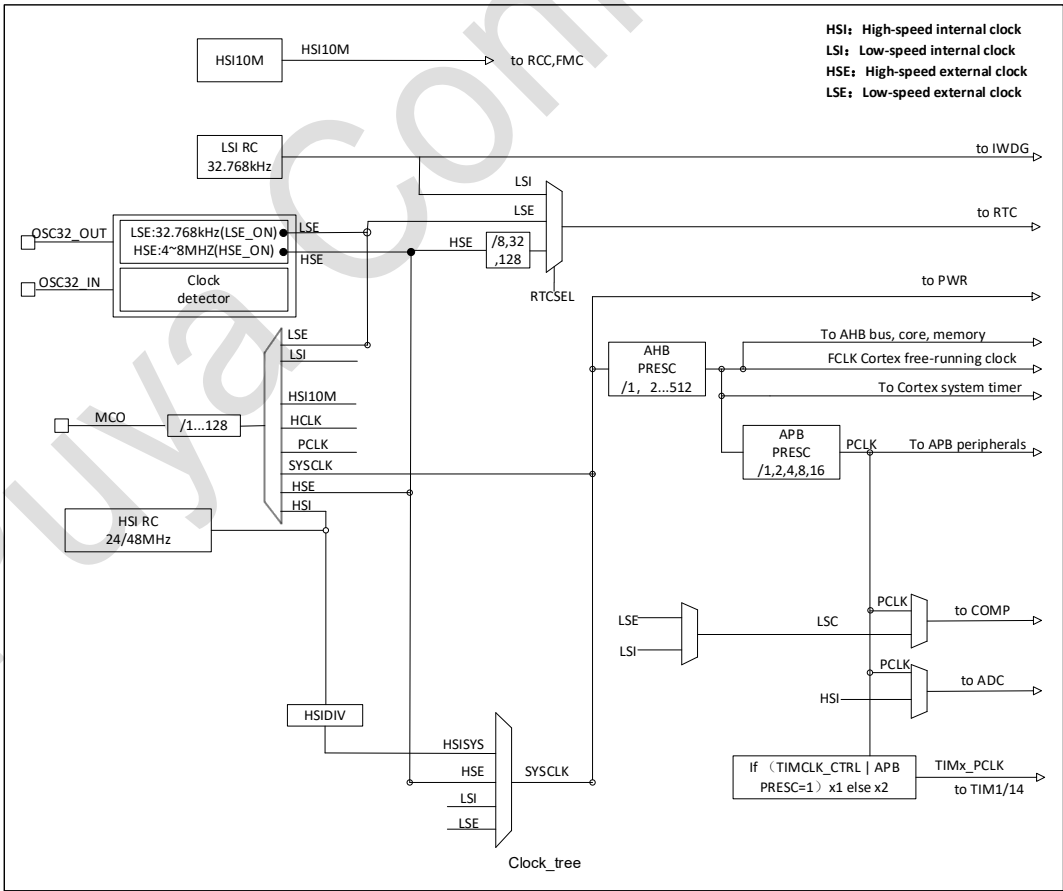 HSI: High-speed internal clock
LSI: Low-speed internal clock
HSE: High-speed external clock
LSE: Low-speed external clock
HSI10M
HSI10M
to RCC,FMC
LSI RC
32.768kHz
to IWDG
LSI
LSE
HSE
/8,32
,128
RTCSEL
to RTC
OSC32_OUT
OSC32_IN
LSE:32.768kHz(LSE_ON)
HSE:4~8MHZ(HSE_ON)
LSE
HSE
Clock
detector
to PWR
AHB
PRESC
/1, 2...512
To AHB bus, core, memory
FCLK Cortex free-running clock
To Cortex system timer
APB
PRESC
/1,2,4,8,16
PCLK
To APB peripherals
MCO
/1...128
LSE
LSI
HSI10M
HCLK
PCLK
SYSCLK
HSE
HSI
HSI RC
24/48MHz
LSE
LSI
LSC
PCLK
to COMP
PCLK
HSI
to ADC
HSIDIV
HSISYS
HSE
LSI
LSE
SYSCLK
If （TIMCLK_CTRL | APB
PRESC=1）x1 else x2
TIMx_PCLK
to TIM1/14
Clock_tree